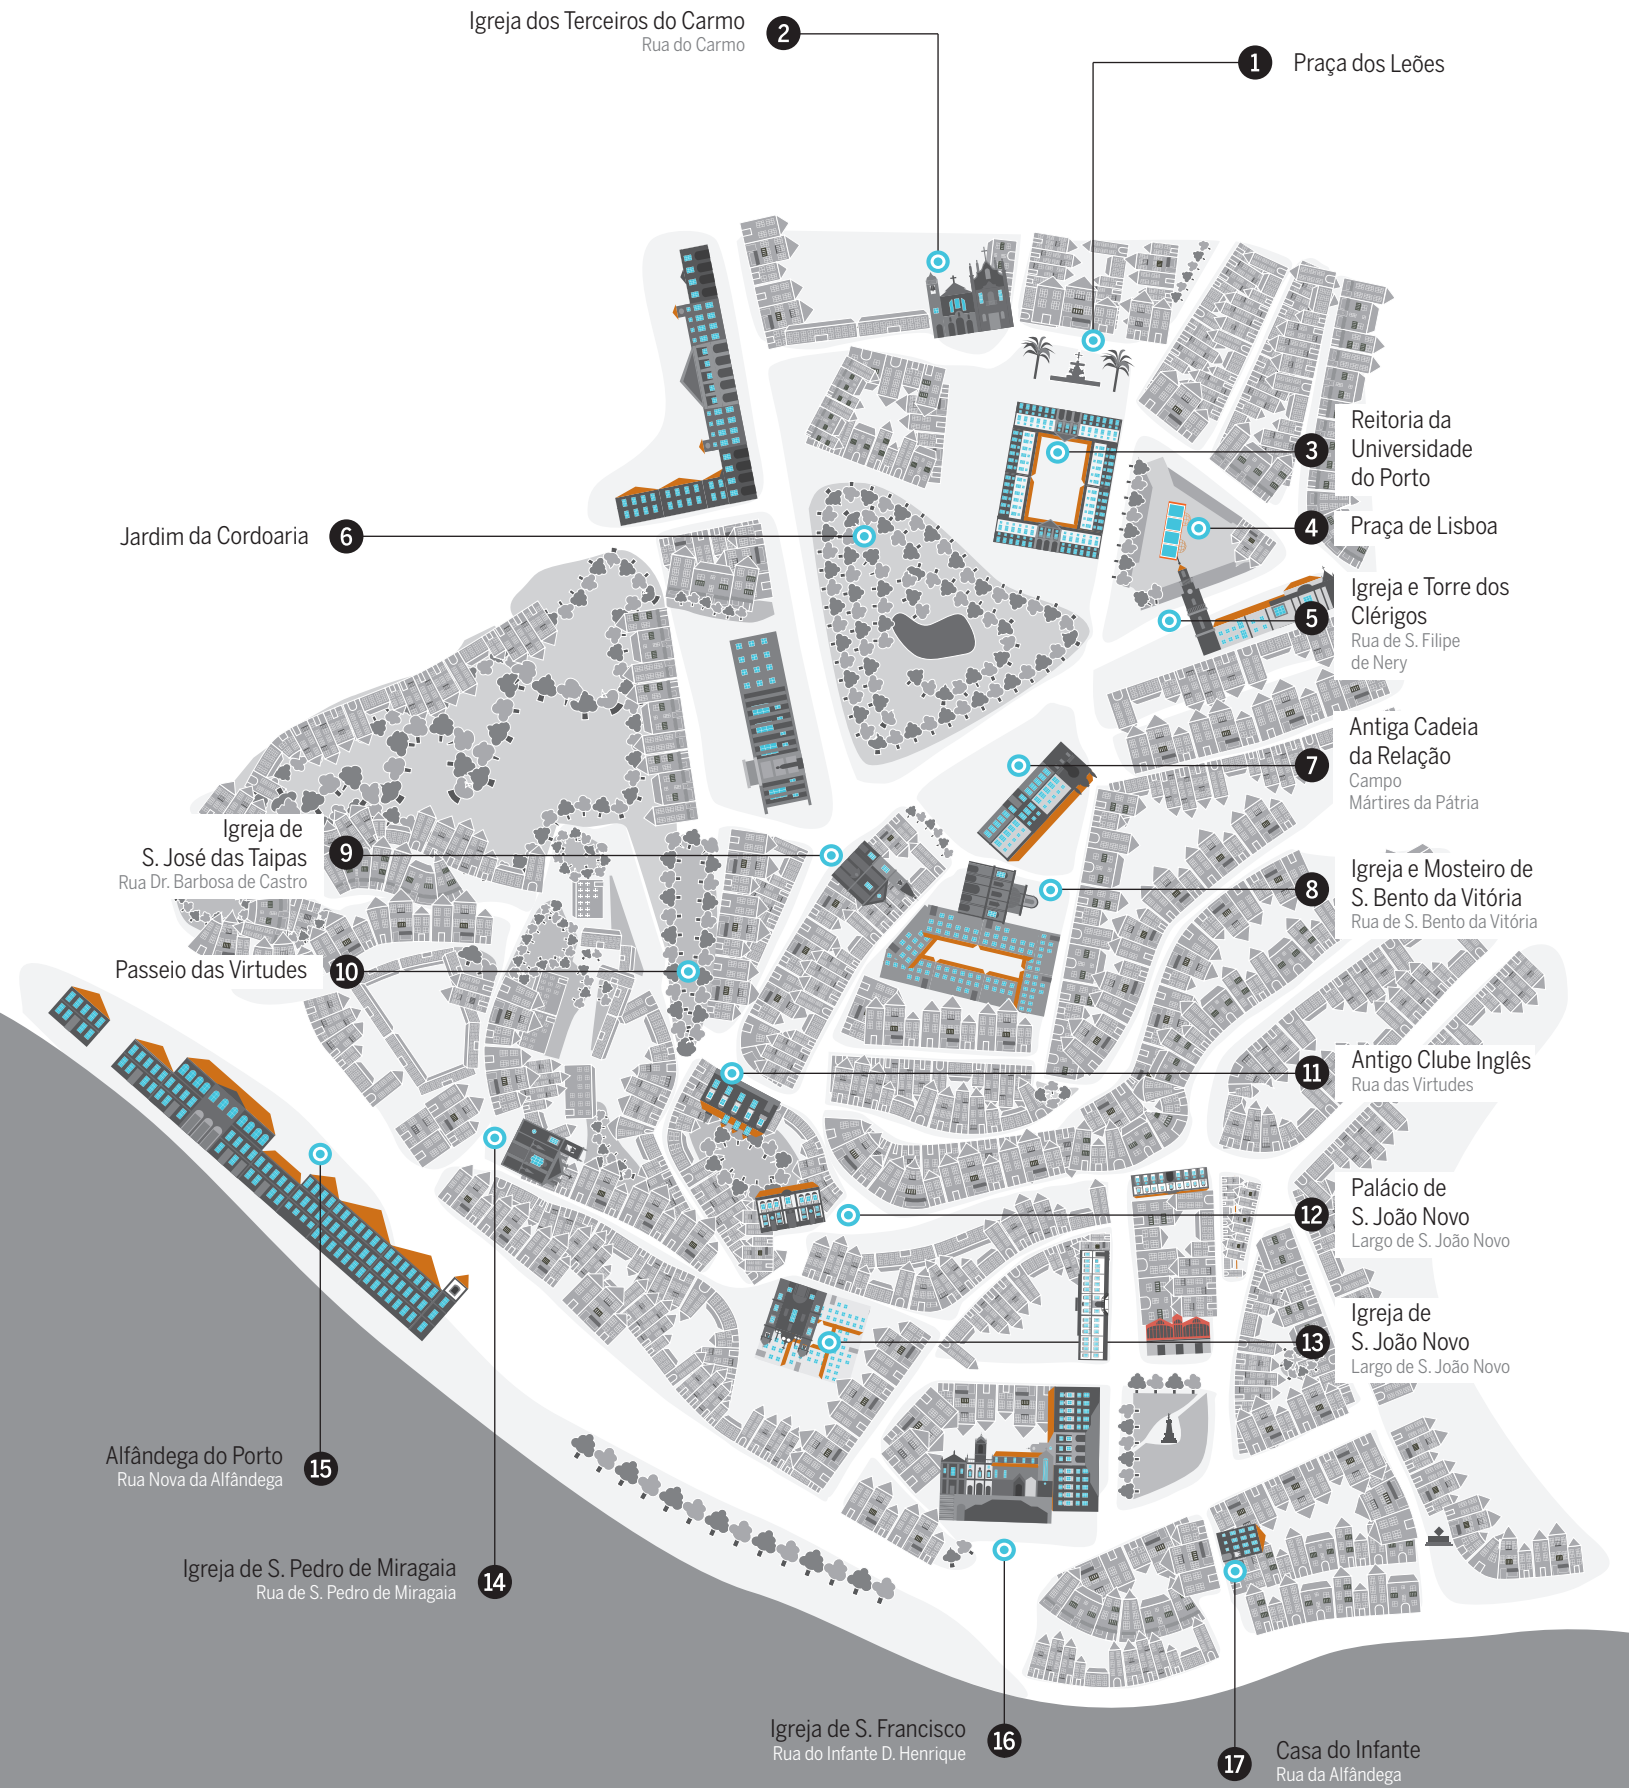 Igreja dos Terceiros do Carmo
Rua do Carmo
2
1
Praça dos Leões
3
Reitoria da
Universidade
do Porto
4
Praça de Lisboa
5
Igreja e Torre dos
Clérigos
Rua de S. Filipe
de Nery
Jardim da Cordoaria
6
7
Antiga Cadeia
da Relação
Campo
Mártires da Pátria
8
Igreja e Mosteiro de
S. Bento da Vitória
Rua de S. Bento da Vitória
Igreja de
S. José das Taipas
Rua Dr. Barbosa de Castro
9
Passeio das Virtudes
10
11
Antigo Clube Inglês
Rua das Virtudes
12
Palácio de
S. João Novo
Largo de S. João Novo
13
Igreja de
S. João Novo
Largo de S. João Novo
Alfândega do Porto
Rua Nova da Alfândega
15
Igreja de S. Pedro de Miragaia
Rua de S. Pedro de Miragaia
14
Igreja de S. Francisco
Rua do Infante D. Henrique
16
17
Casa do Infante
Rua da Alfândega